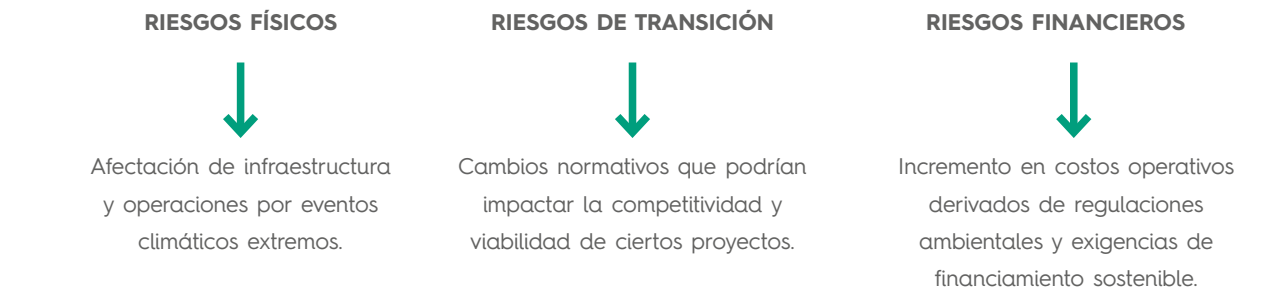 RIESGOS FÍSICOS
Afectación de infraestructura
y operaciones por eventos
climáticos extremos.
RIESGOS DE TRANSICIÓN
Cambios normativos que podrían
impactar la competitividad y
viabilidad de ciertos proyectos.
RIESGOS FINANCIEROS
Incremento en costos operativos
derivados de regulaciones
ambientales y exigencias de
financiamiento sostenible.